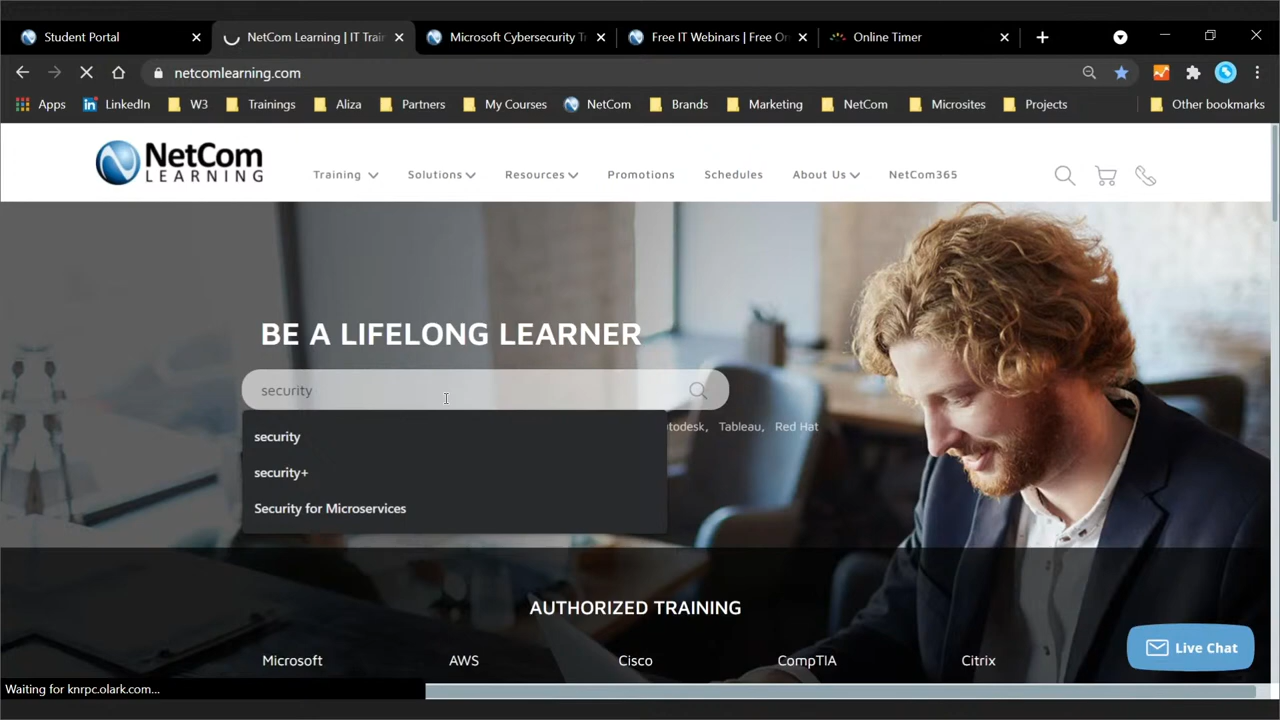 Student Portal
NetCom Learning | IT Train
Microsoft Cybersecurity T
Free IT Webinars | Free On
Online Timer
netcomlearning.com
Apps
LinkedIn
W3
Trainings
Aliza
Partners
My Courses
NetCom
Brands
Marketing
NetCom
Microsites
Projects
Other bookmarks
NetCom
LEARNING
Training
Solutions
Resources
Promotions
Schedules
About Us
NetCom365
BE A LIFELONG LEARNER
security
todesk, Tableau, Red Hat
security
security+
Security for Microservices
AUTHORIZED TRAINING
Microsoft
AWS
Cisco
CompTIA
Citrix
Live Chat
Waiting for knrpc.olark.com...